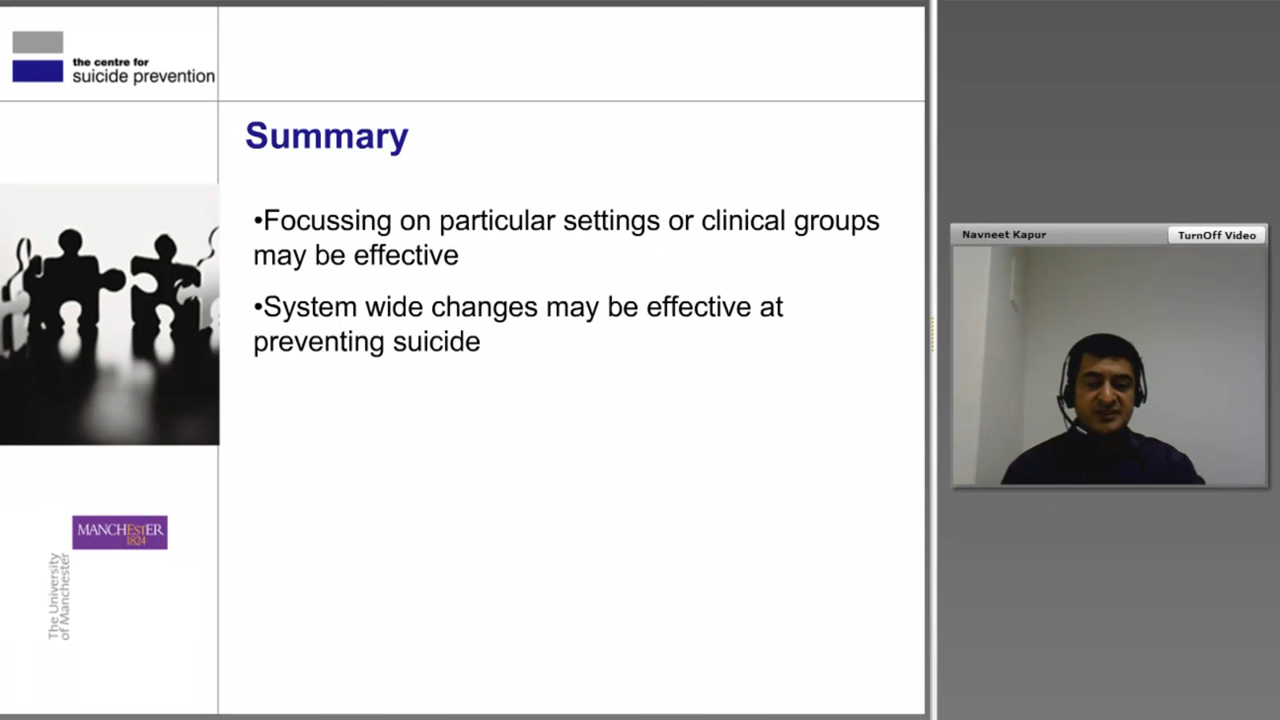 the centre for
suicide prevention
Summary
•Focussing on particular settings or clinical groups
may be effective
•System wide changes may be effective at
preventing suicide
MANCHESTER
1824
The University
of Manchester
Navneet Kapur
TurnOff Video